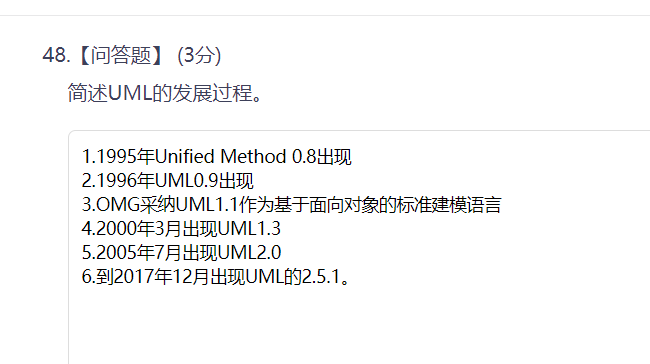 48.【问答题】 (3分)
简述UML的发展过程。
1.1995年Unified Method 0.8出现
2.1996年UML0.9出现
3.OMG采纳UML1.1作为基于面向对象的标准建模语言
4.2000年3月出现UML1.3
5.2005年7月出现UML2.0
6.到2017年12月出现UML的2.5.1。